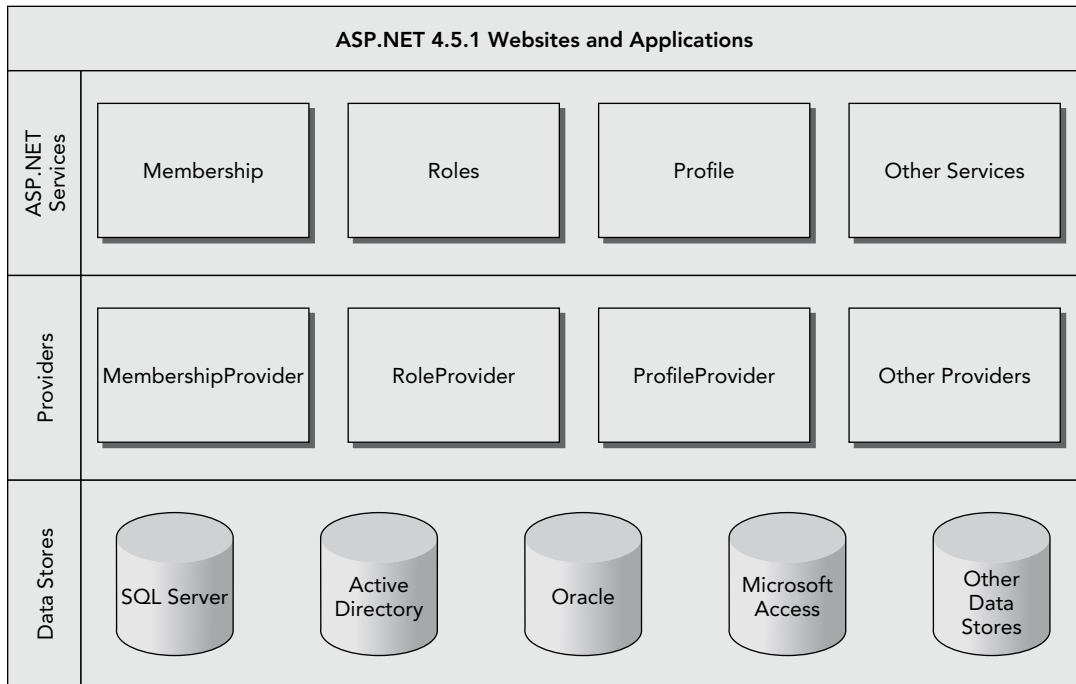 ASP.NET 4.5.1 Websites and Applications
ASP.NET
Services
Membership
Roles
Profile
Other Services
Providers
MembershipProvider
RoleProvider
ProfileProvider
Other Providers
Data Stores
SQL Server
Active
Directory
Oracle
Microsoft
Access
Other
Data
Stores